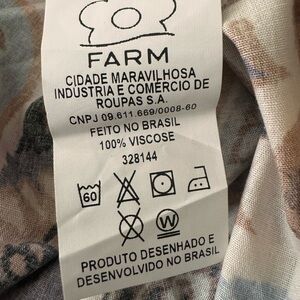 FARM
CIDADE MARAVILHOSA
INDUSTRIA E COMÉRCIO DE
ROUPAS S.A.
CNPJ 09.611.669/0008-60
FEITO NO BRASIL
100% VISCOSE
328144
60
W
PRODUTO DESENHADO E
DESENVOLVIDO NO BRASIL